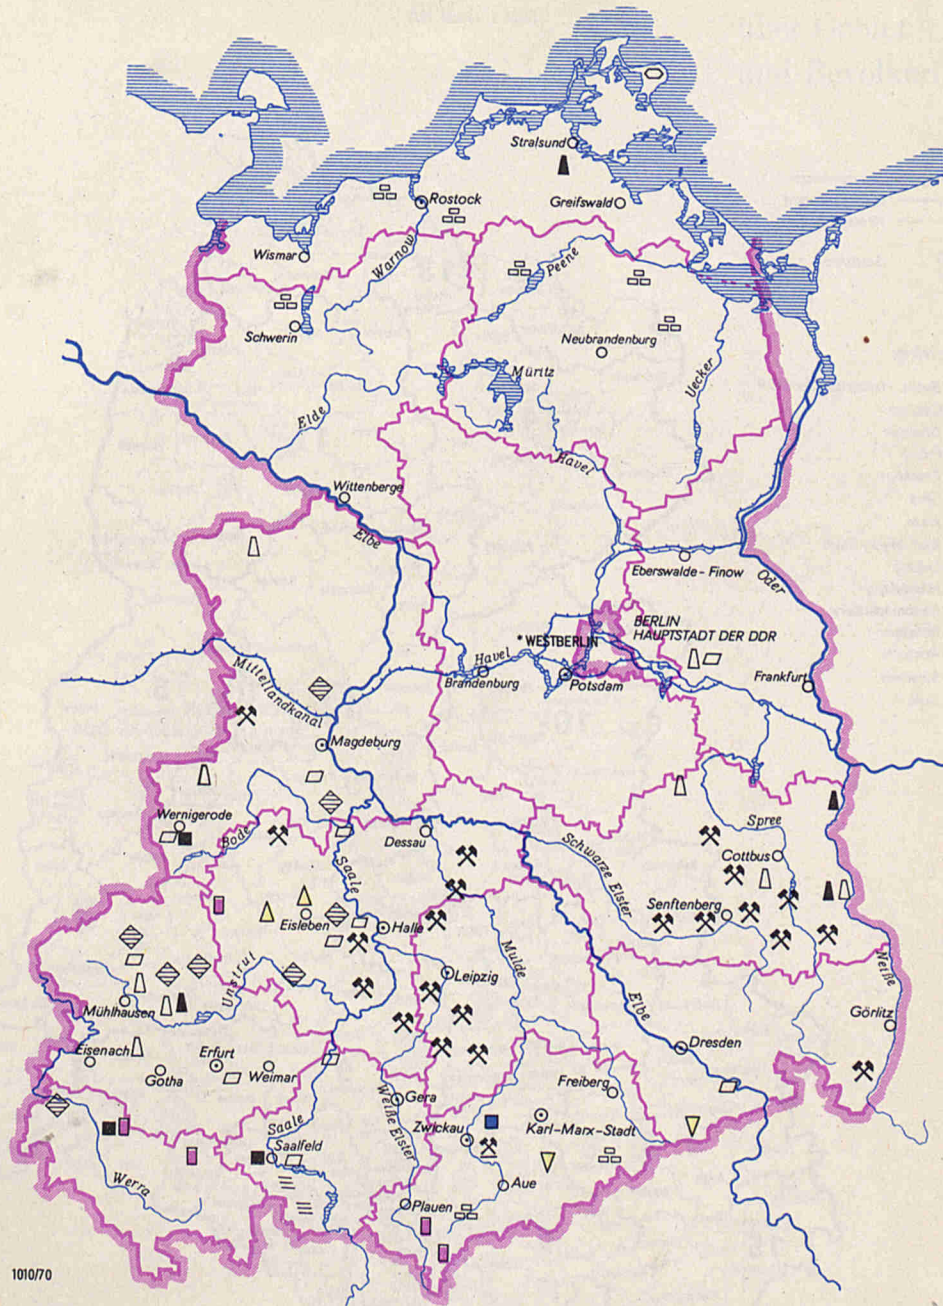 Stralsund
Rostock
Greifswald
Wismar
Warnow
Peene
Schwerin
Neubrandenburg
Müritz
Uecker
Elde
Havel
Wittenberge
Elbe
Eberswalde-Finow
Oder
BERLIN
HAUPTSTADT DER DDR
* WESTBERLIN
Mittellandkanal
Havel
Brandenburg
Potsdam
Frankfurt
Magdeburg
Wernigerode
Bode
Dessau
Spree
Schwarze Elster
Cottbus
Saale
Eisleben
Halle
Senftenberg
Unstrut
Leipzig
Mulde
Elbe
Neiße
Mühlhausen
Görlitz
Eisenach
Erfurt
Gotha
Weimar
Dresden
Freiberg
Gera
Weiße Elster
Saale
Zwickau
Karl-Marx-Stadt
Saalfeld
Werra
Aue
Plauen
1010/70